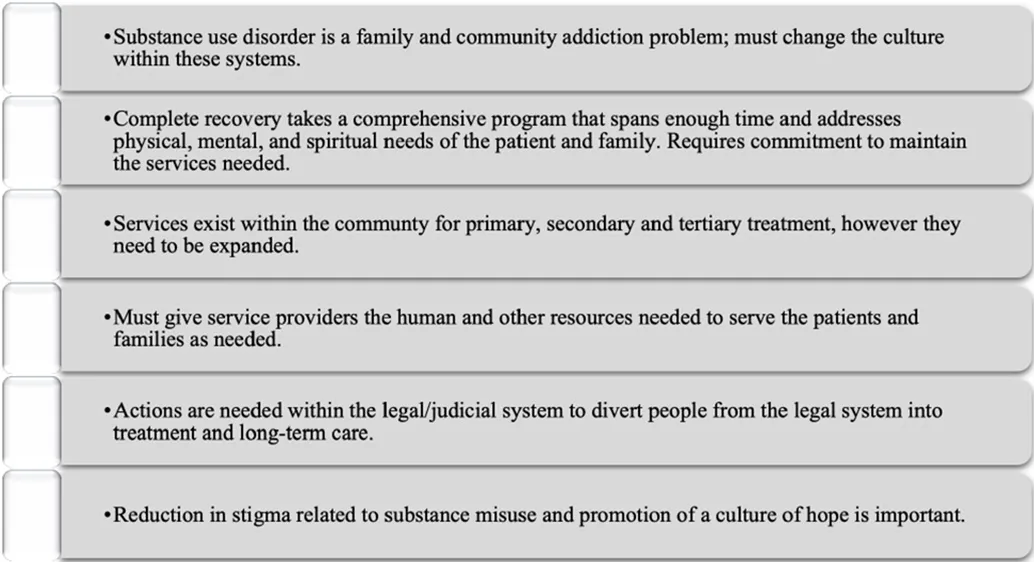 •Substance use disorder is a family and community addiction problem; must change the culture
within these systems.
•Complete recovery takes a comprehensive program that spans enough time and addresses
physical, mental, and spiritual needs of the patient and family. Requires commitment to maintain
the services needed.
•Services exist within the communty for primary, secondary and tertiary treatment, however they
need to be expanded.
•Must give service providers the human and other resources needed to serve the patients and
families as needed.
•Actions are needed within the legal/judicial system to divert people from the legal system into
treatment and long-term care.
•Reduction in stigma related to substance misuse and promotion of a culture of hope is important.